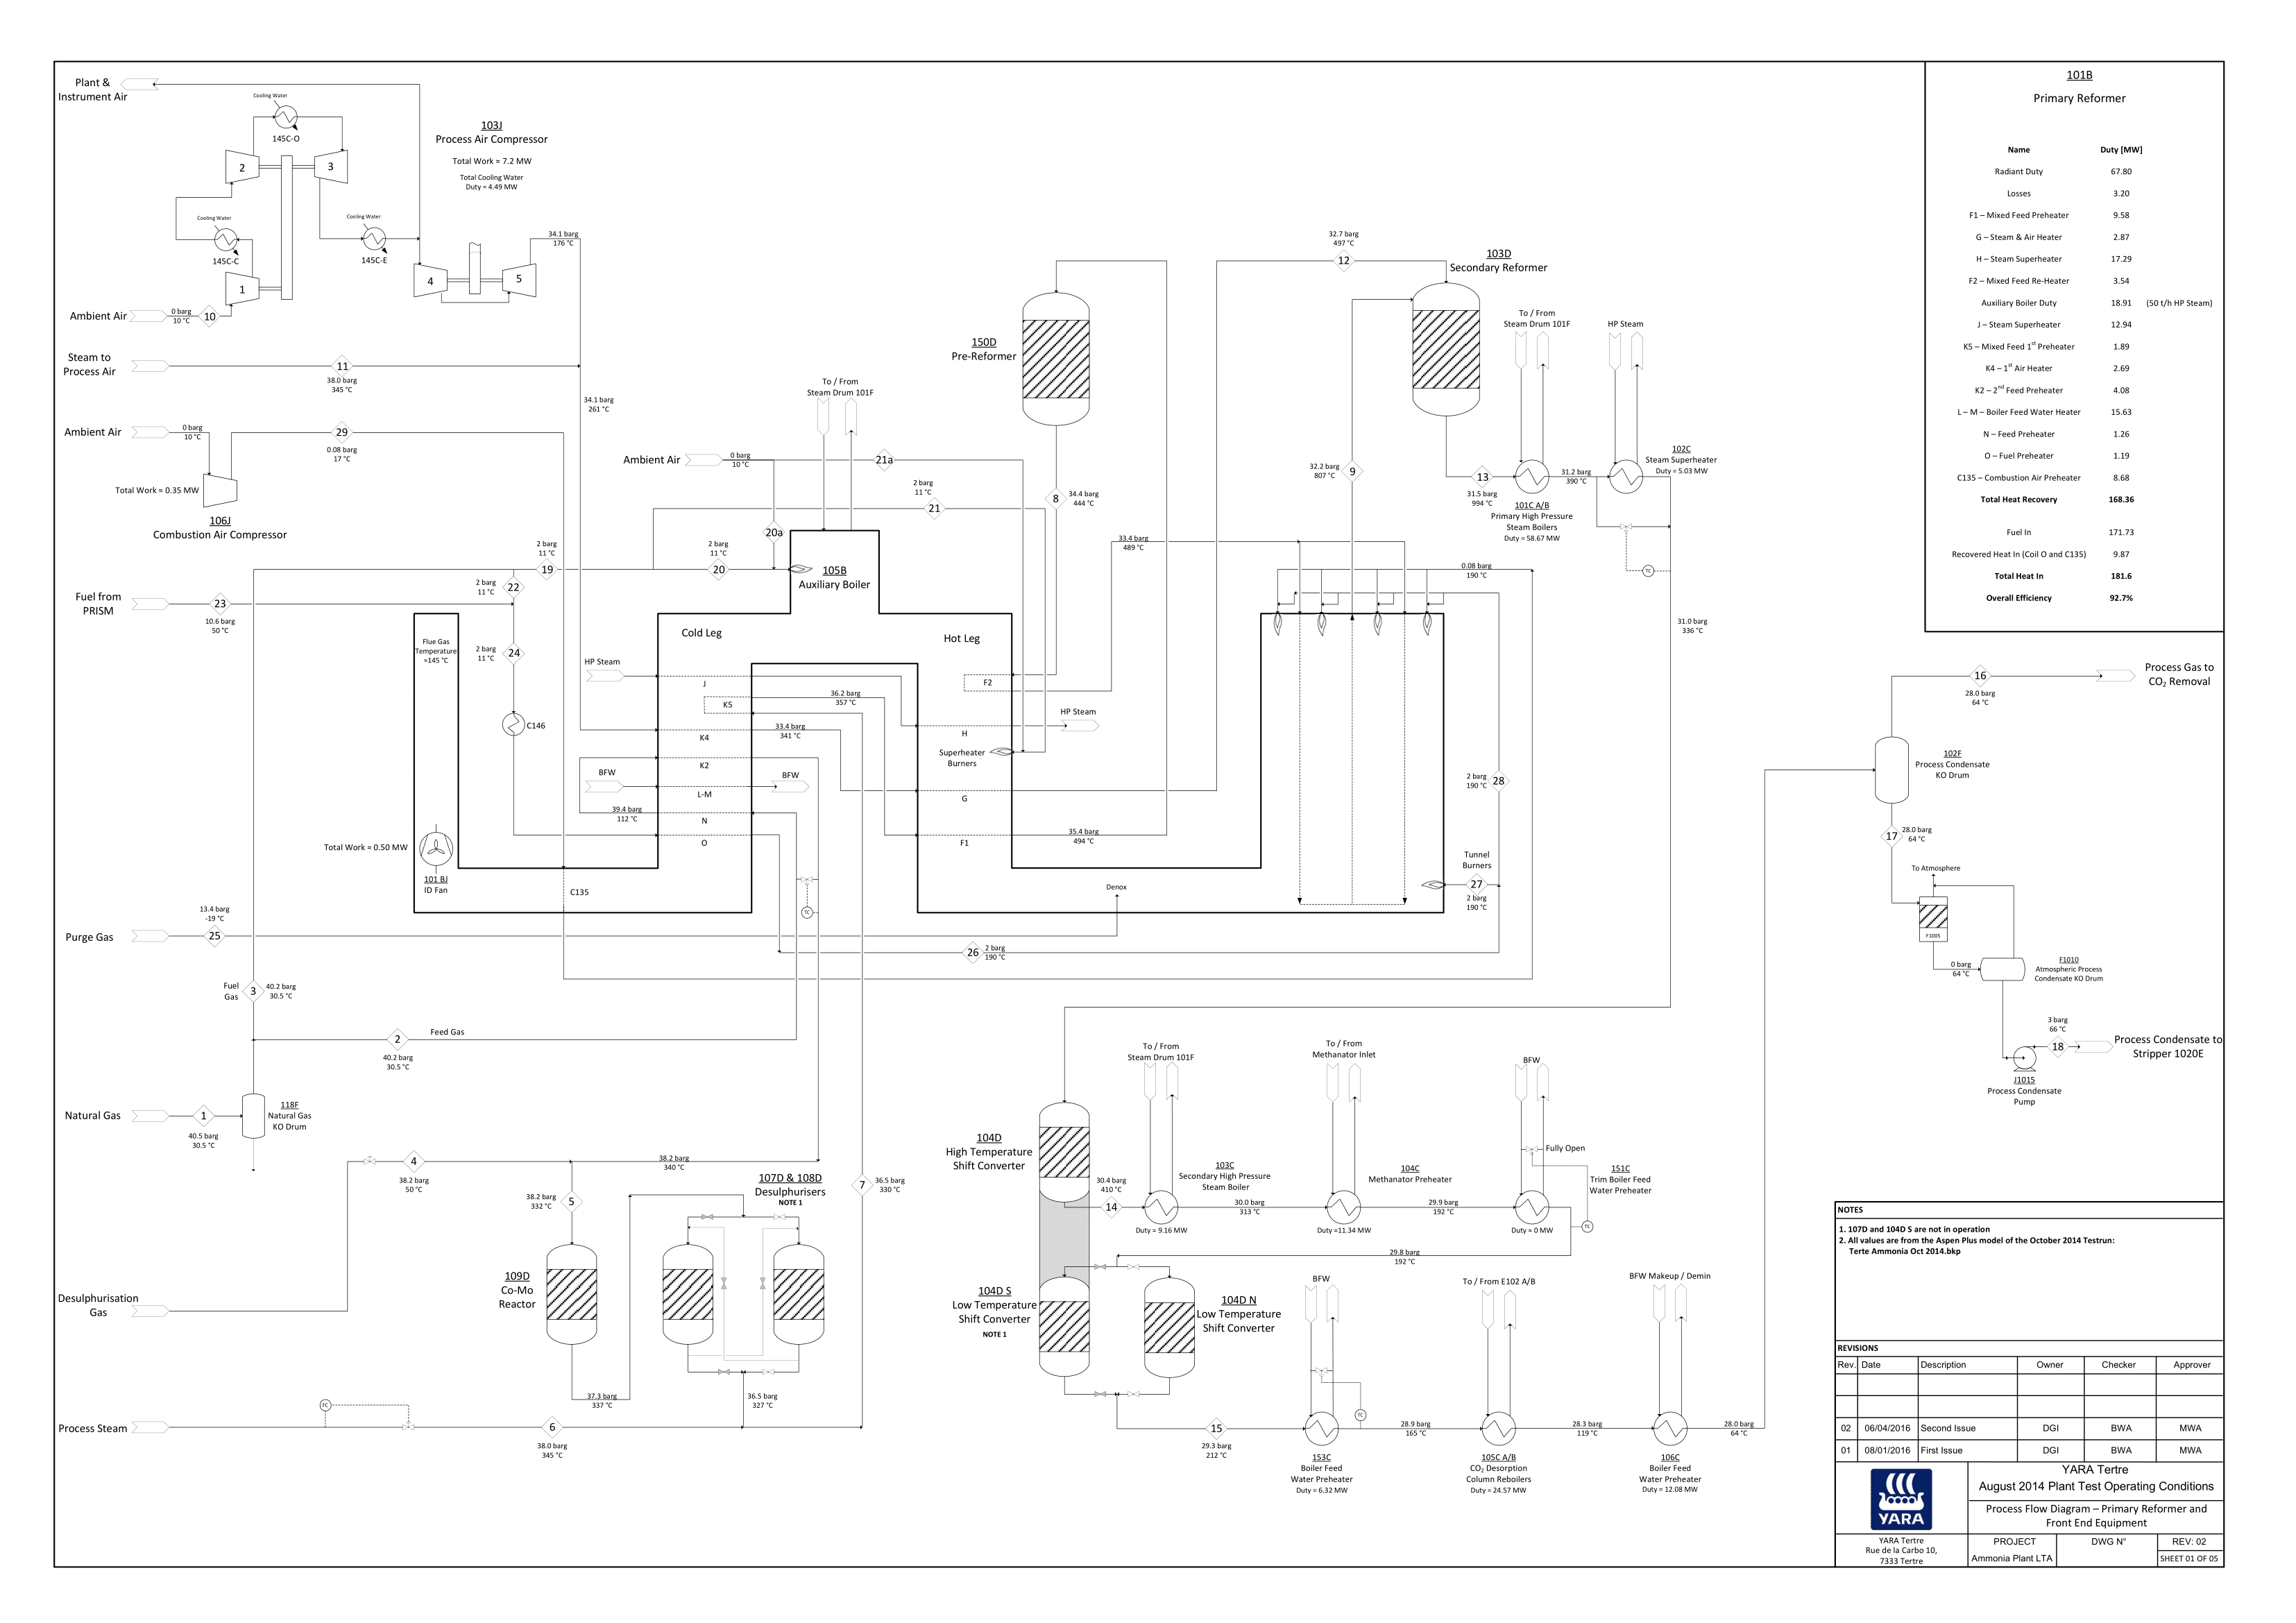 Plant &
Instrument Air
Cooling Water
145C-O
2
3
103J
Process Air Compressor
Total Work = 7.2 MW
Total Cooling Water
Duty = 4.49 MW
Cooling Water
145C-C
Cooling Water
145C-E
1
4
5
34.1 barg
176 °C
Ambient Air
0 barg
10 °C
10
Steam to
Process Air
11
38.0 barg
345 °C
34.1 barg
261 °C
Ambient Air
0 barg
10 °C
29
0.08 barg
17 °C
Total Work = 0.35 MW
106J
Combustion Air Compressor
To / From
Steam Drum 101F
Ambient Air
0 barg
10 °C
21a
2 barg
11 °C
21
20a
2 barg
11 °C
19
2 barg
11 °C
20
105B
Auxiliary Boiler
2 barg
11 °C
22
Fuel from
PRISM
23
10.6 barg
50 °C
2 barg
11 °C
24
Flue Gas
Temperature
=145 °C
Cold Leg
Hot Leg
HP Steam
J
K5
36.2 barg
357 °C
F2
C146
K4
33.4 barg
341 °C
H
HP Steam
Superheater
Burners
K2
BFW
BFW
L-M
G
39.4 barg
112 °C
N
O
F1
35.4 barg
494 °C
Total Work = 0.50 MW
101 BJ
ID Fan
C135
TC
Denox
150D
Pre-Reformer
8
34.4 barg
444 °C
32.7 barg
497 °C
12
103D
Secondary Reformer
32.2 barg
807 °C
9
33.4 barg
489 °C
To / From
Steam Drum 101F
HP Steam
13
31.5 barg
994 °C
31.2 barg
390 °C
101C A/B
Primary High Pressure
Steam Boilers
Duty = 58.67 MW
102C
Steam Superheater
Duty = 5.03 MW
TC
0.08 barg
190 °C
31.0 barg
336 °C
2 barg
190 °C
28
Tunnel
Burners
27
2 barg
190 °C
13.4 barg
-19 °C
Purge Gas
25
26
2 barg
190 °C
Fuel
Gas
3
40.2 barg
30.5 °C
2
Feed Gas
40.2 barg
30.5 °C
Natural Gas
1
40.5 barg
30.5 °C
118F
Natural Gas
KO Drum
4
38.2 barg
50 °C
38.2 barg
340 °C
38.2 barg
332 °C
5
107D & 108D
Desulphurisers
NOTE 1
7
36.5 barg
330 °C
109D
Co-Mo
Reactor
Desulphurisation
Gas
37.3 barg
337 °C
36.5 barg
327 °C
FC
Process Steam
6
38.0 barg
345 °C
104D
High Temperature
Shift Converter
To / From
Steam Drum 101F
To / From
Methanator Inlet
BFW
Fully Open
30.4 barg
410 °C
14
103C
Secondary High Pressure
Steam Boiler
Duty = 9.16 MW
30.0 barg
313 °C
104C
Methanator Preheater
Duty =11.34 MW
29.9 barg
192 °C
151C
Trim Boiler Feed
Water Preheater
Duty = 0 MW
TC
29.8 barg
192 °C
104D S
Low Temperature
Shift Converter
NOTE 1
104D N
Low Temperature
Shift Converter
BFW
To / From E102 A/B
BFW Makeup / Demin
15
29.3 barg
212 °C
TC
153C
Boiler Feed
Water Preheater
Duty = 6.32 MW
28.9 barg
165 °C
105C A/B
CO2 Desorption
Column Reboilers
Duty = 24.57 MW
28.3 barg
119 °C
106C
Boiler Feed
Water Preheater
Duty = 12.08 MW
28.0 barg
64 °C
16
28.0 barg
64 °C
Process Gas to
CO2 Removal
102F
Process Condensate
KO Drum
17
28.0 barg
64 °C
To Atmosphere
F1005
0 barg
64 °C
F1010
Atmospheric Process
Condensate KO Drum
3 barg
66 °C
18
Process Condensate to
Stripper 1020E
J1015
Process Condensate
Pump
101B
Primary Reformer
Name Duty [MW]
Radiant Duty 67.80
Losses 3.20
F1 – Mixed Feed Preheater 9.58
G – Steam & Air Heater 2.87
H – Steam Superheater 17.29
F2 – Mixed Feed Re-Heater 3.54
Auxiliary Boiler Duty 18.91 (50 t/h HP Steam)
J – Steam Superheater 12.94
K5 – Mixed Feed 1st Preheater 1.89
K4 – 1st Air Heater 2.69
K2 – 2nd Feed Preheater 4.08
L – M – Boiler Feed Water Heater 15.63
N – Feed Preheater 1.26
O – Fuel Preheater 1.19
C135 – Combustion Air Preheater 8.68
Total Heat Recovery 168.36
Fuel In 171.73
Recovered Heat In (Coil O and C135) 9.87
Total Heat In 181.6
Overall Efficiency 92.7%
NOTES
1. 107D and 104D S are not in operation
2. All values are from the Aspen Plus model of the October 2014 Testrun:
Terte Ammonia Oct 2014.bkp
REVISIONS
Rev. Date Description Owner Checker Approver
02 06/04/2016 Second Issue DGI BWA MWA
01 08/01/2016 First Issue DGI BWA MWA
YARA
YARA Tertre
August 2014 Plant Test Operating Conditions
Process Flow Diagram – Primary Reformer and
Front End Equipment
YARA Tertre
Rue de la Carbo 10,
7333 Tertre
PROJECT
Ammonia Plant LTA
DWG N°
REV: 02
SHEET 01 OF 05